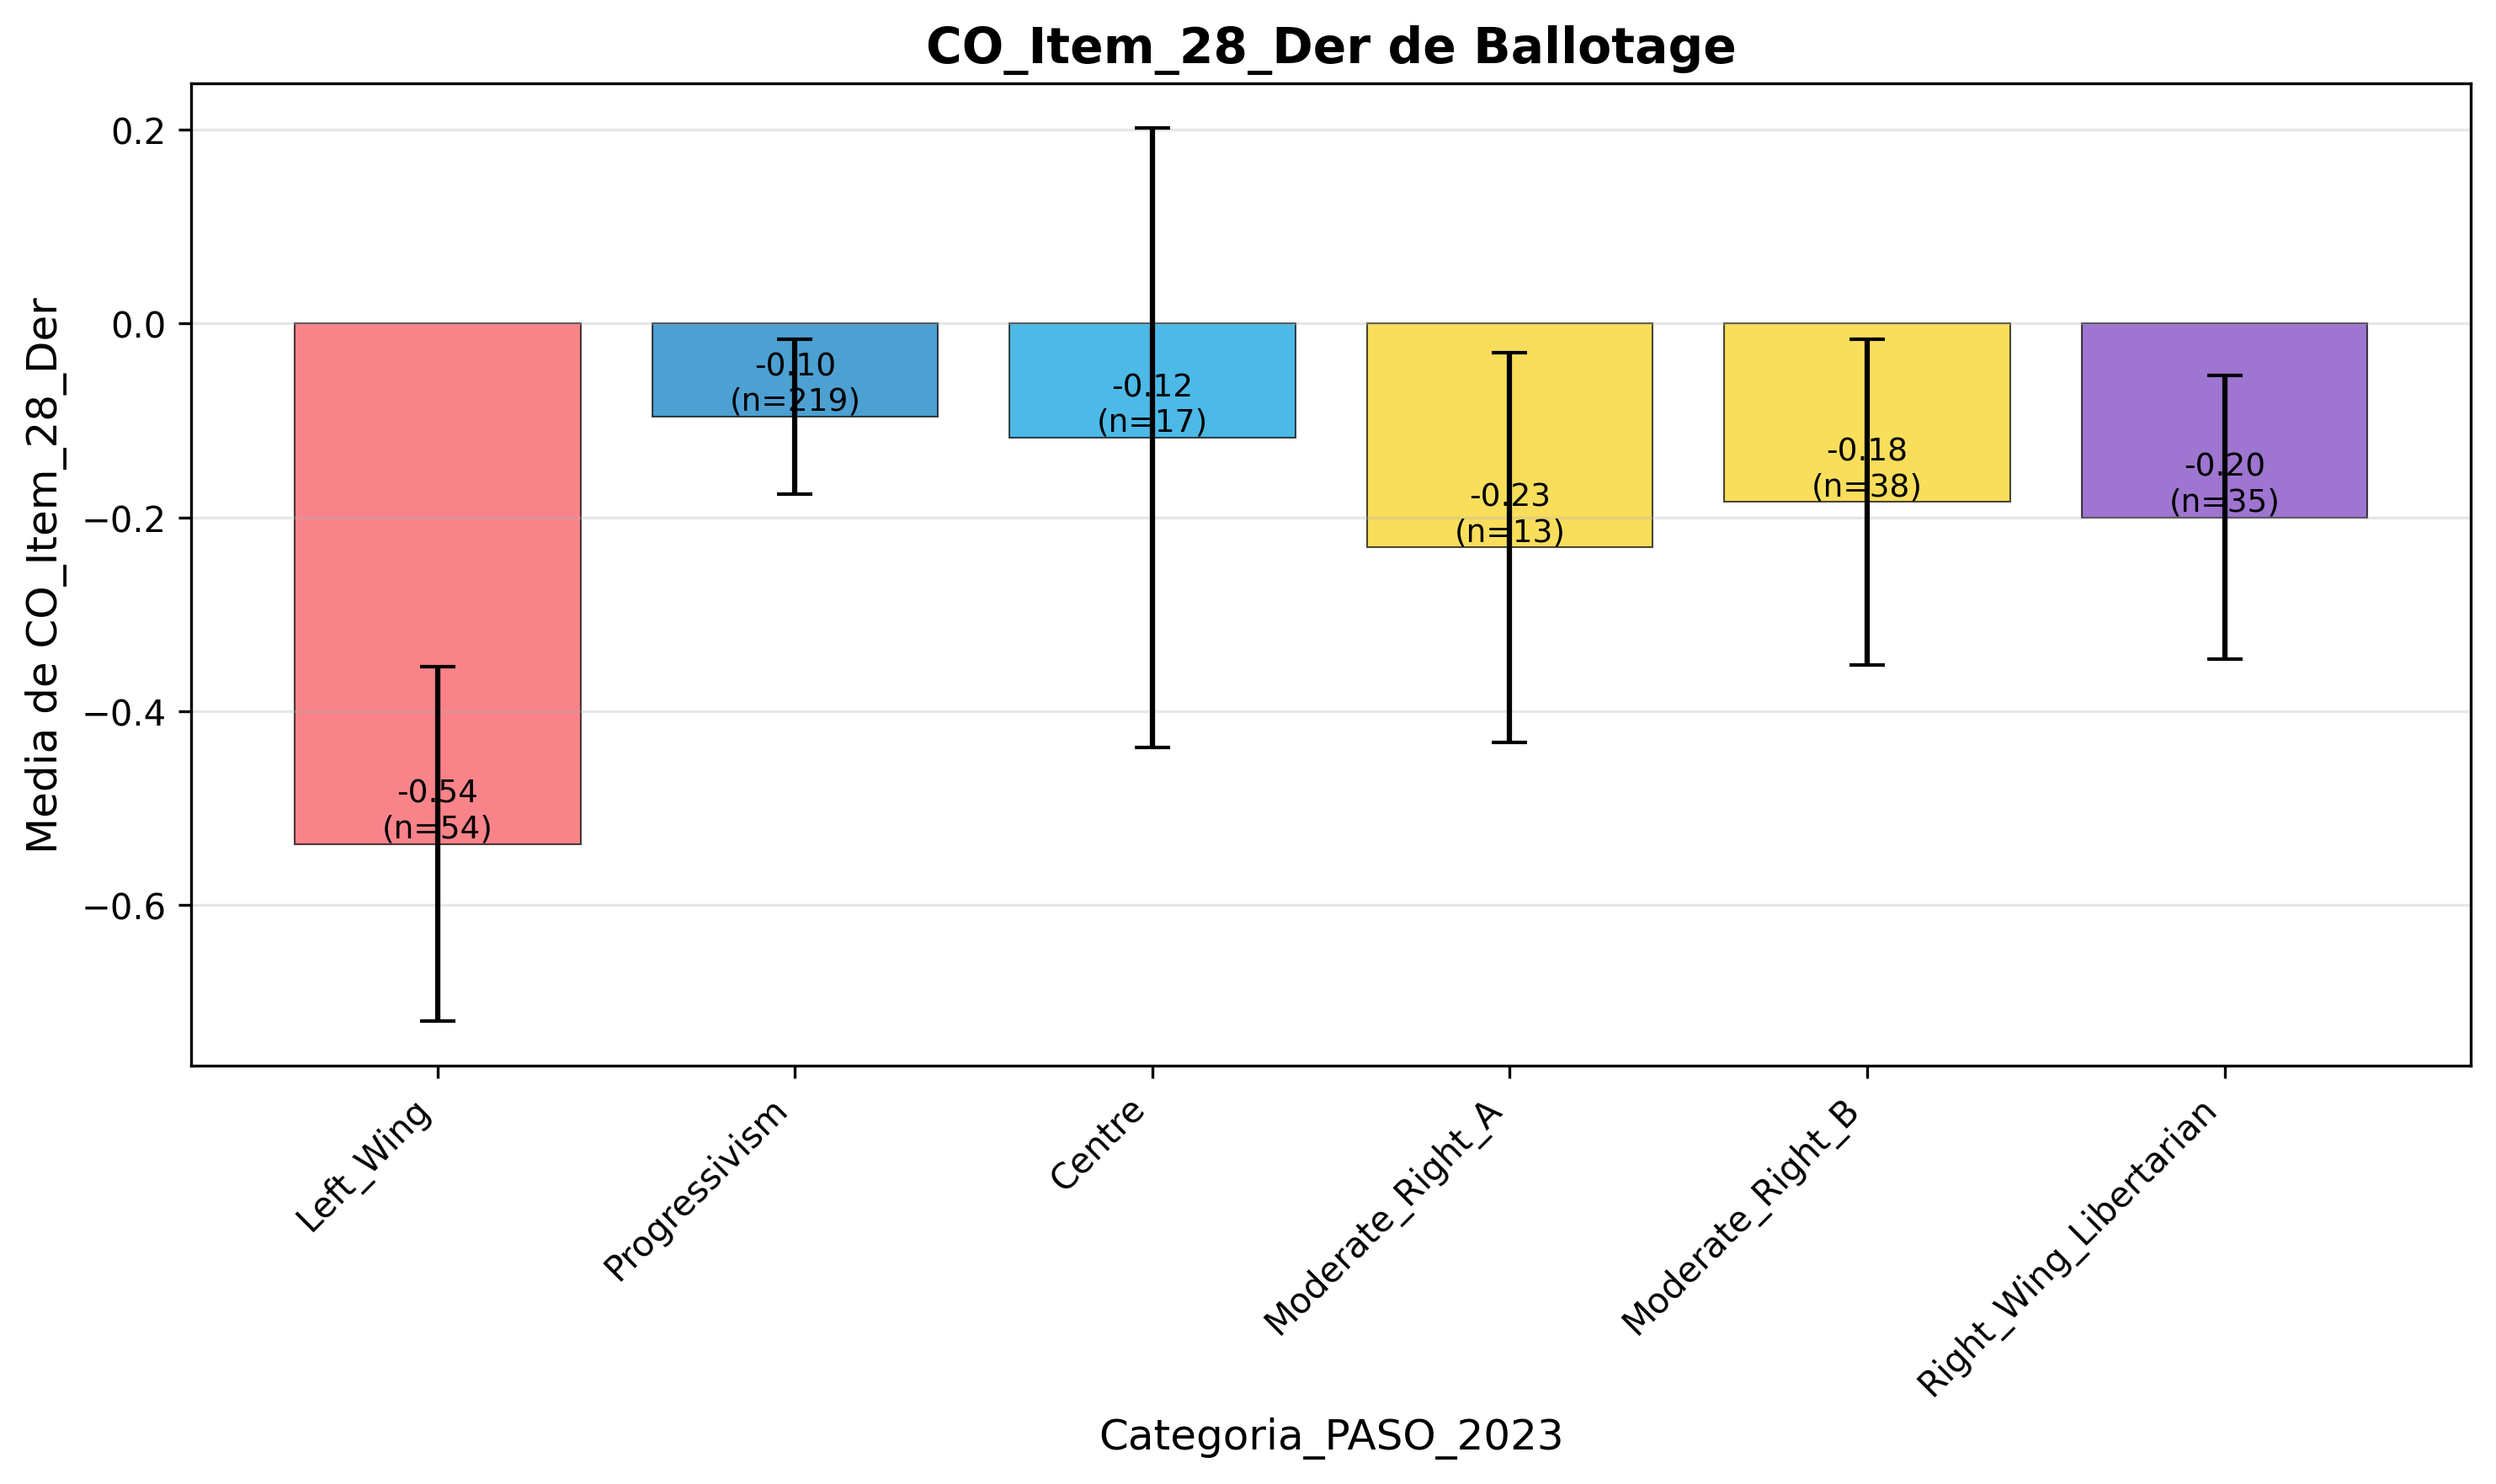 CO_Item_28_Der de Ballotage
Media de CO_Item_28_Der
0.2
0.0
−0.2
−0.4
−0.6
-0.54
(n=54)
-0.10
(n=219)
-0.12
(n=17)
-0.23
(n=13)
-0.18
(n=38)
-0.20
(n=35)
Left_Wing
Progressivism
Centre
Moderate_Right_A
Moderate_Right_B
Right_Wing_Libertarian
Categoria_PASO_2023